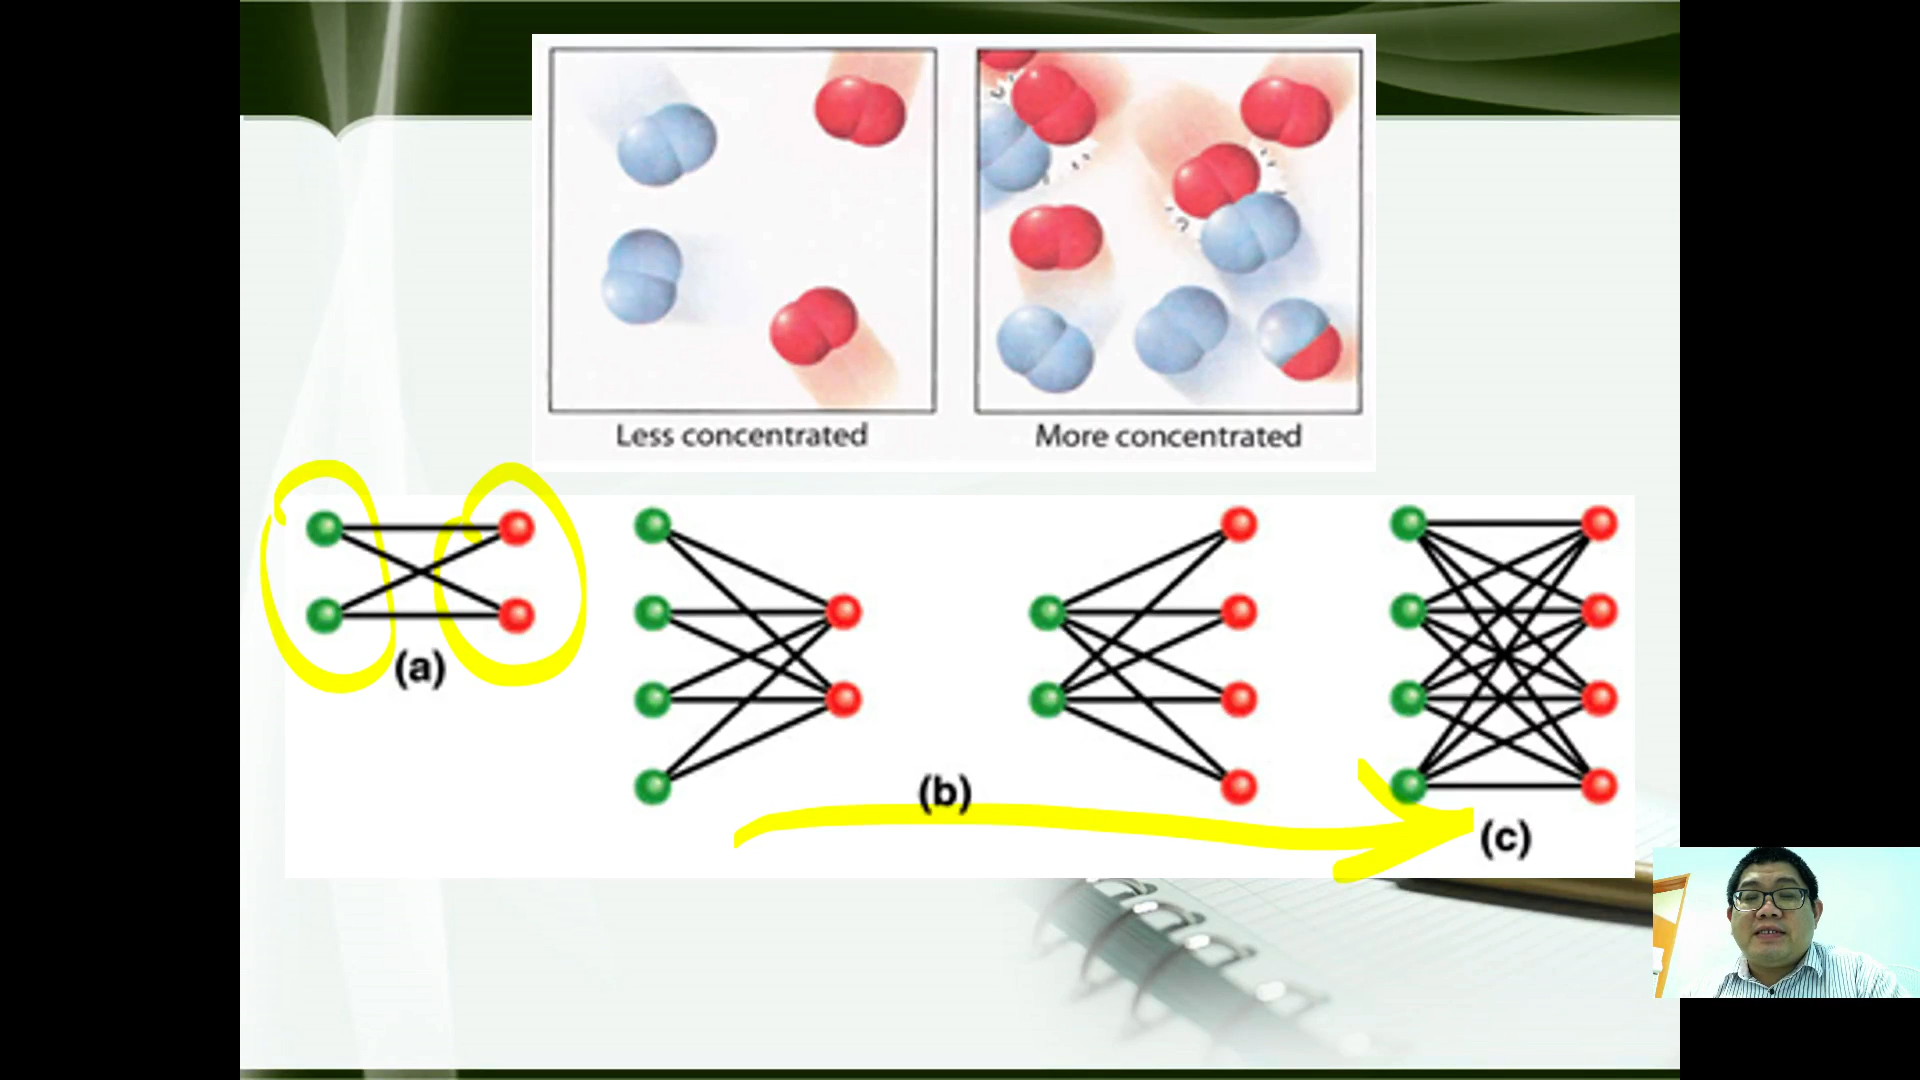 Less concentrated
More concentrated
(a)
(b)
(c)